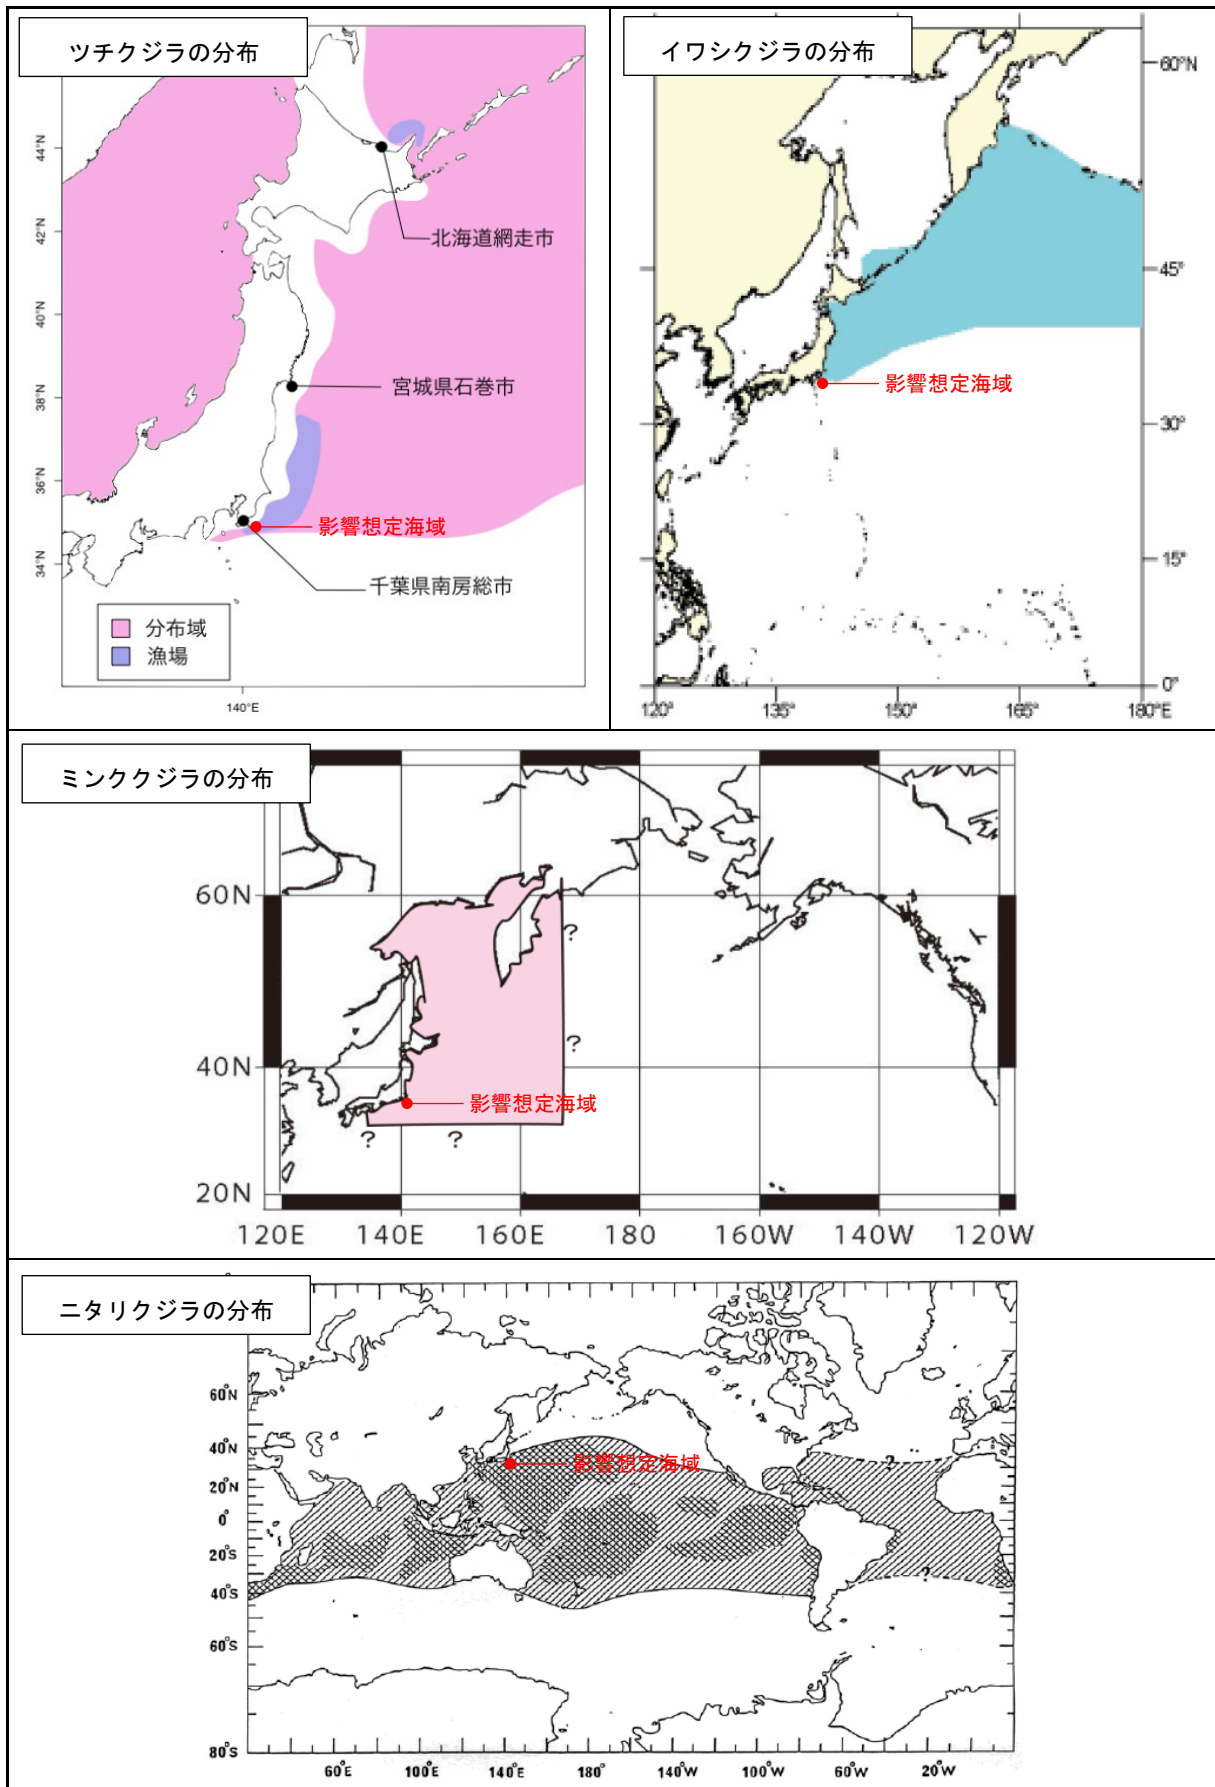 ツチクジラの分布
44°N
42°N
40°N
38°N
36°N
34°N
北海道網走市
宮城県石巻市
影響想定海域
千葉県南房総市
分布域
漁場
140°E
イワシクジラの分布
60°N
45°
30°
15°
0°
影響想定海域
120°
135°
150°
165°
180°E
ミンククジラの分布
60N
40N
20N
?
?
?
?
影響想定海域
120E
140E
160E
180
160W
140W
120W
ニタリクジラの分布
60°N
40°N
20°N
0°
20°S
40°S
60°S
80°S
影響想定海域
?
?
60°E
100°E
140°E
180°
140°W
100°W
60°W
20°W